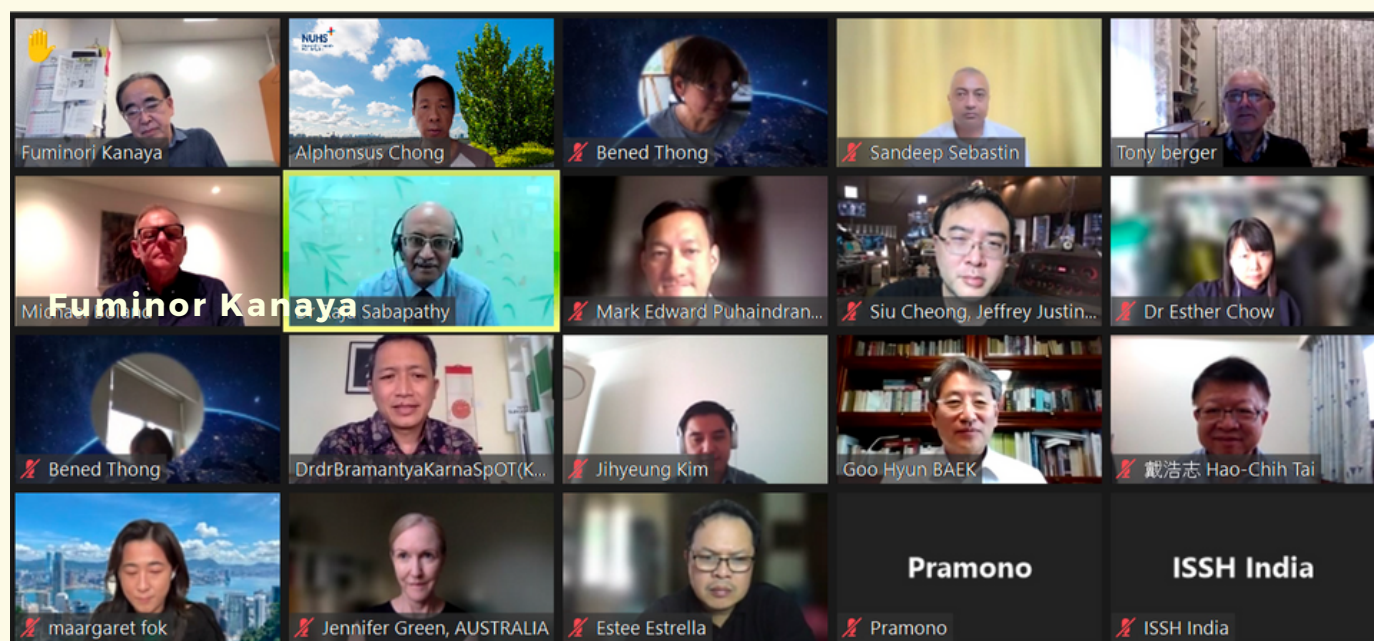 NUHS
Fuminori Kanaya
Alphonsus Chong
Bened Thong
Sandeep Sebastin
Tony berger
Fuminor Kanaya
Sabapathy
Mark Edward Puhaindran...
Siu Cheong, Jeffrey Justin...
Dr Esther Chow
Bened Thong
DrdrBramantyaKarnaSpOT(K...
Jihyeung Kim
Goo Hyun BAEK
戴浩志 Hao-Chih Tai
maargaret fok
Jennifer Green, AUSTRALIA
Estee Estrella
Pramono
Pramono
ISSH India
ISSH India